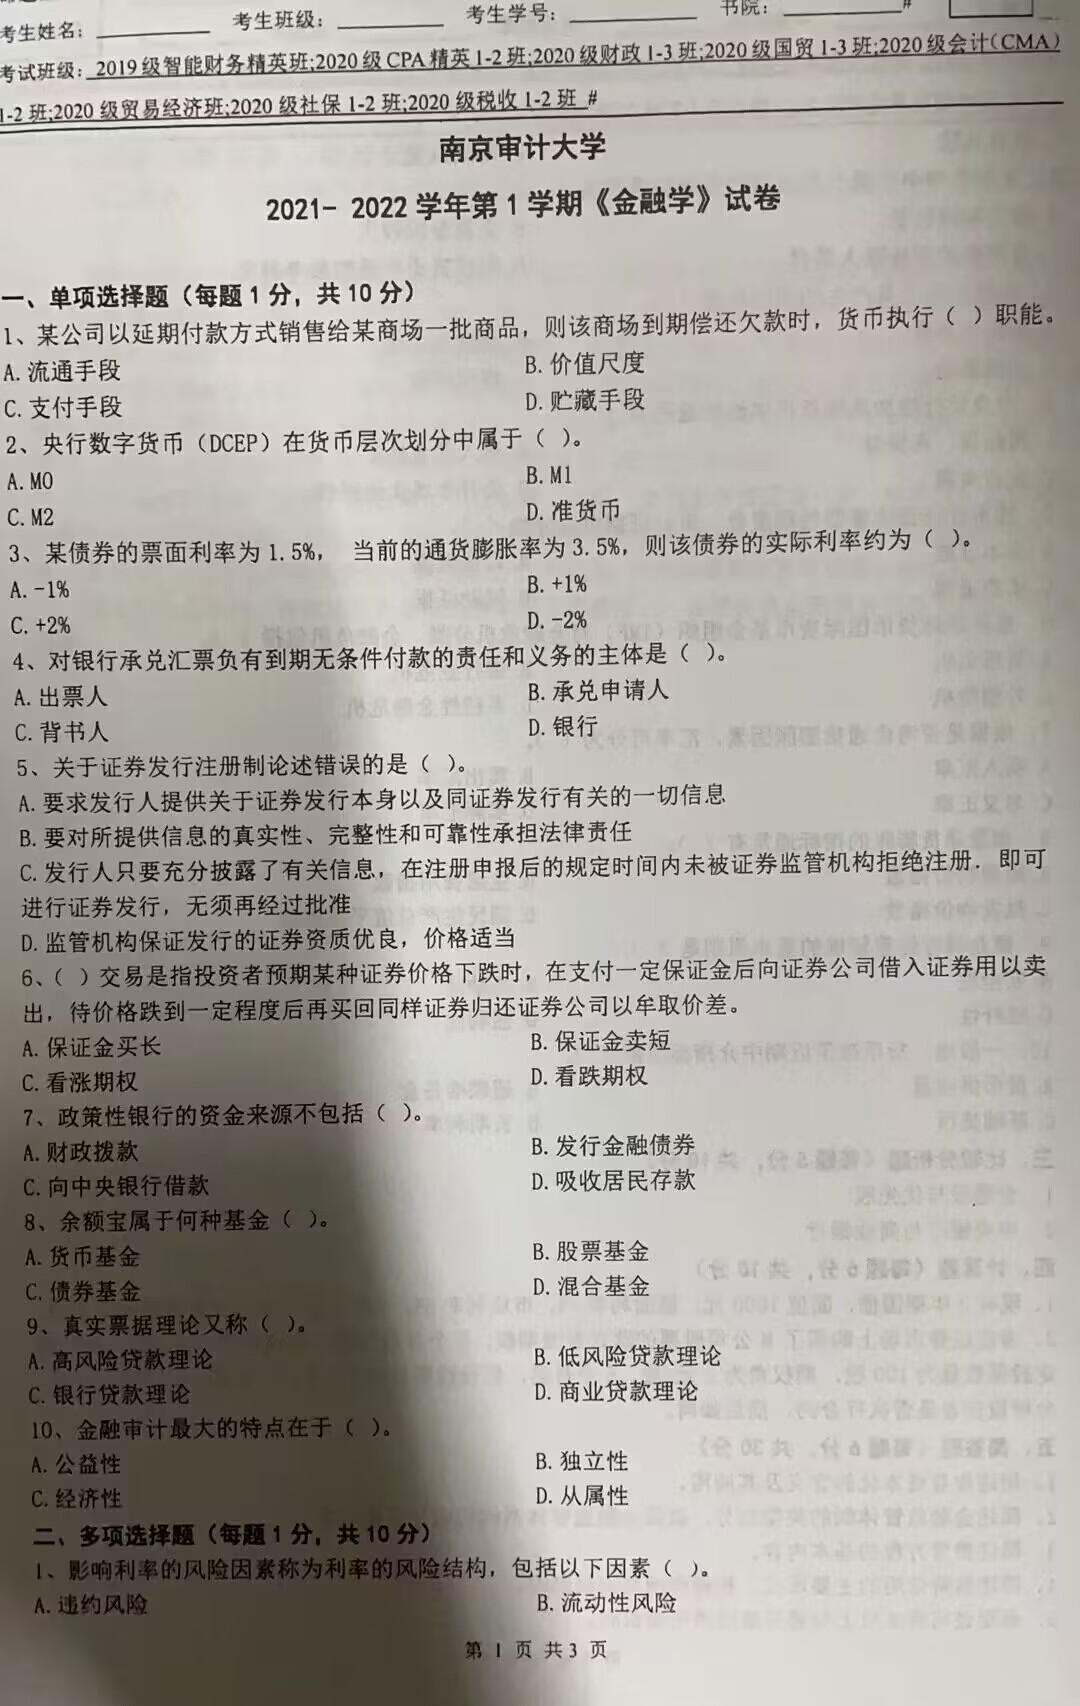 考生姓名： 考生班级： 考生学号： 书院： #
考试班级: 2019级智能财务精英班;2020级CPA精英1-2班;2020级财政1-3班;2020级国贸1-3班;2020级会计(CMA)
1-2班;2020级贸易经济班;2020级社保1-2班;2020级税收1-2班 #
南京审计大学
2021- 2022 学年第 1 学期《金融学》试卷
一、单项选择题（每题 1 分，共 10 分）
1、某公司以延期付款方式销售给某商场一批商品，则该商场到期偿还欠款时，货币执行（ ）职能。
A. 流通手段 B. 价值尺度
C. 支付手段 D. 贮藏手段
2、央行数字货币（DCEP）在货币层次划分中属于（ ）。
A. M0 B. M1
C. M2 D. 准货币
3、某债券的票面利率为 1.5%， 当前的通货膨胀率为 3.5%，则该债券的实际利率约为（ ）。
A. -1% B. +1%
C. +2% D. -2%
4、对银行承兑汇票负有到期无条件付款的责任和义务的主体是（ ）。
A. 出票人 B. 承兑申请人
C. 背书人 D. 银行
5、关于证券发行注册制论述错误的是（ ）。
A. 要求发行人提供关于证券发行本身以及同证券发行有关的一切信息
B. 要对所提供信息的真实性、完整性和可靠性承担法律责任
C. 发行人只要充分披露了有关信息，在注册申报后的规定时间内未被证券监管机构拒绝注册．即可
进行证券发行，无须再经过批准
D. 监管机构保证发行的证券资质优良，价格适当
6、（ ）交易是指投资者预期某种证券价格下跌时，在支付一定保证金后向证券公司借入证券用以卖
出，待价格跌到一定程度后再买回同样证券归还证券公司以牟取价差。
A. 保证金买长 B. 保证金卖短
C. 看涨期权 D. 看跌期权
7、政策性银行的资金来源不包括（ ）。
A. 财政拨款 B. 发行金融债券
C. 向中央银行借款 D. 吸收居民存款
8、余额宝属于何种基金（ ）。
A. 货币基金 B. 股票基金
C. 债券基金 D. 混合基金
9、真实票据理论又称（ ）。
A. 高风险贷款理论 B. 低风险贷款理论
C. 银行贷款理论 D. 商业贷款理论
10、金融审计最大的特点在于（ ）。
A. 公益性 B. 独立性
C. 经济性 D. 从属性
二、多项选择题（每题 1 分，共 10 分）
1、影响利率的风险因素称为利率的风险结构，包括以下因素（ ）。
A. 违约风险 B. 流动性风险
第 1 页 共 3 页